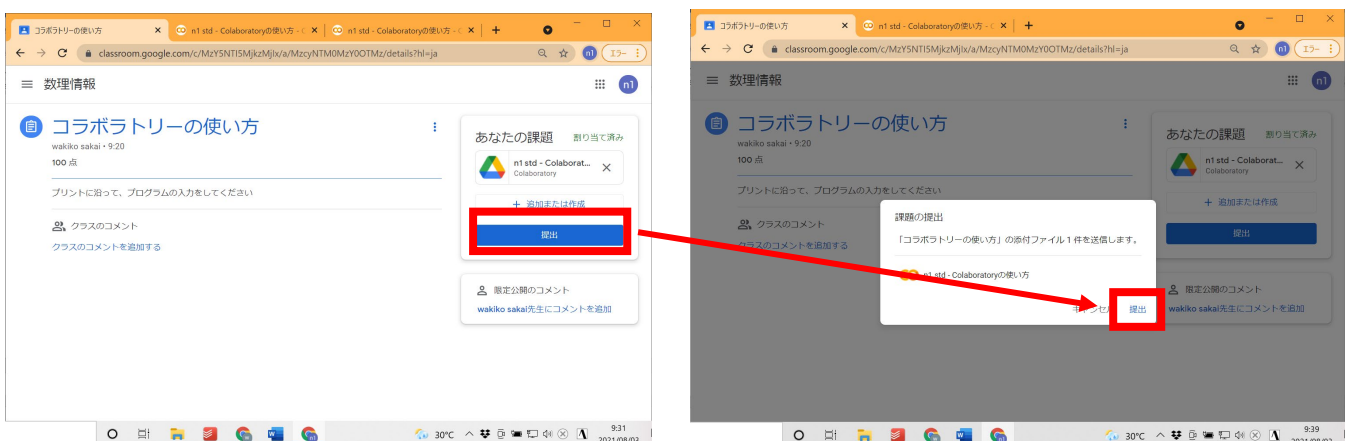 コラボラトリーの使い方
n1 std - Colaboratoryの使い方 - C
n1 std - Colaboratoryの使い方 - C
classroom.google.com/c/MzY5NTI5MjkzMjIx/a/MzcyNTM0MzY0OTMz/details?hl=ja
n1
エラー
数理情報
n1
コラボラトリーの使い方
wakiko sakai • 9:20
100 点
プリントに沿って、プログラムの入力をしてください
クラスのコメント
クラスのコメントを追加する
あなたの課題
割り当て済み
n1 std - Colaborat...
Colaboratory
+ 追加または作成
提出
限定公開のコメント
wakiko sakai先生にコメントを追加
30°C
9:31
2021/08/03
コラボラトリーの使い方
n1 std - Colaboratoryの使い方 - C
classroom.google.com/c/MzY5NTI5MjkzMjIx/a/MzcyNTM0MzY0OTMz/details?hl=ja
n1
エラー
数理情報
n1
コラボラトリーの使い方
wakiko sakai • 9:20
100 点
プリントに沿って、プログラムの入力をしてください
クラスのコメント
クラスのコメントを追加する
あなたの課題
割り当て済み
n1 std - Colaborat...
Colaboratory
+ 追加または作成
提出
課題の提出
「コラボラトリーの使い方」の添付ファイル 1 件を送信します。
n1 std - Colaboratoryの使い方
キャンセル
提出
限定公開のコメント
wakiko sakai先生にコメントを追加
30°C
9:39
2021/08/03